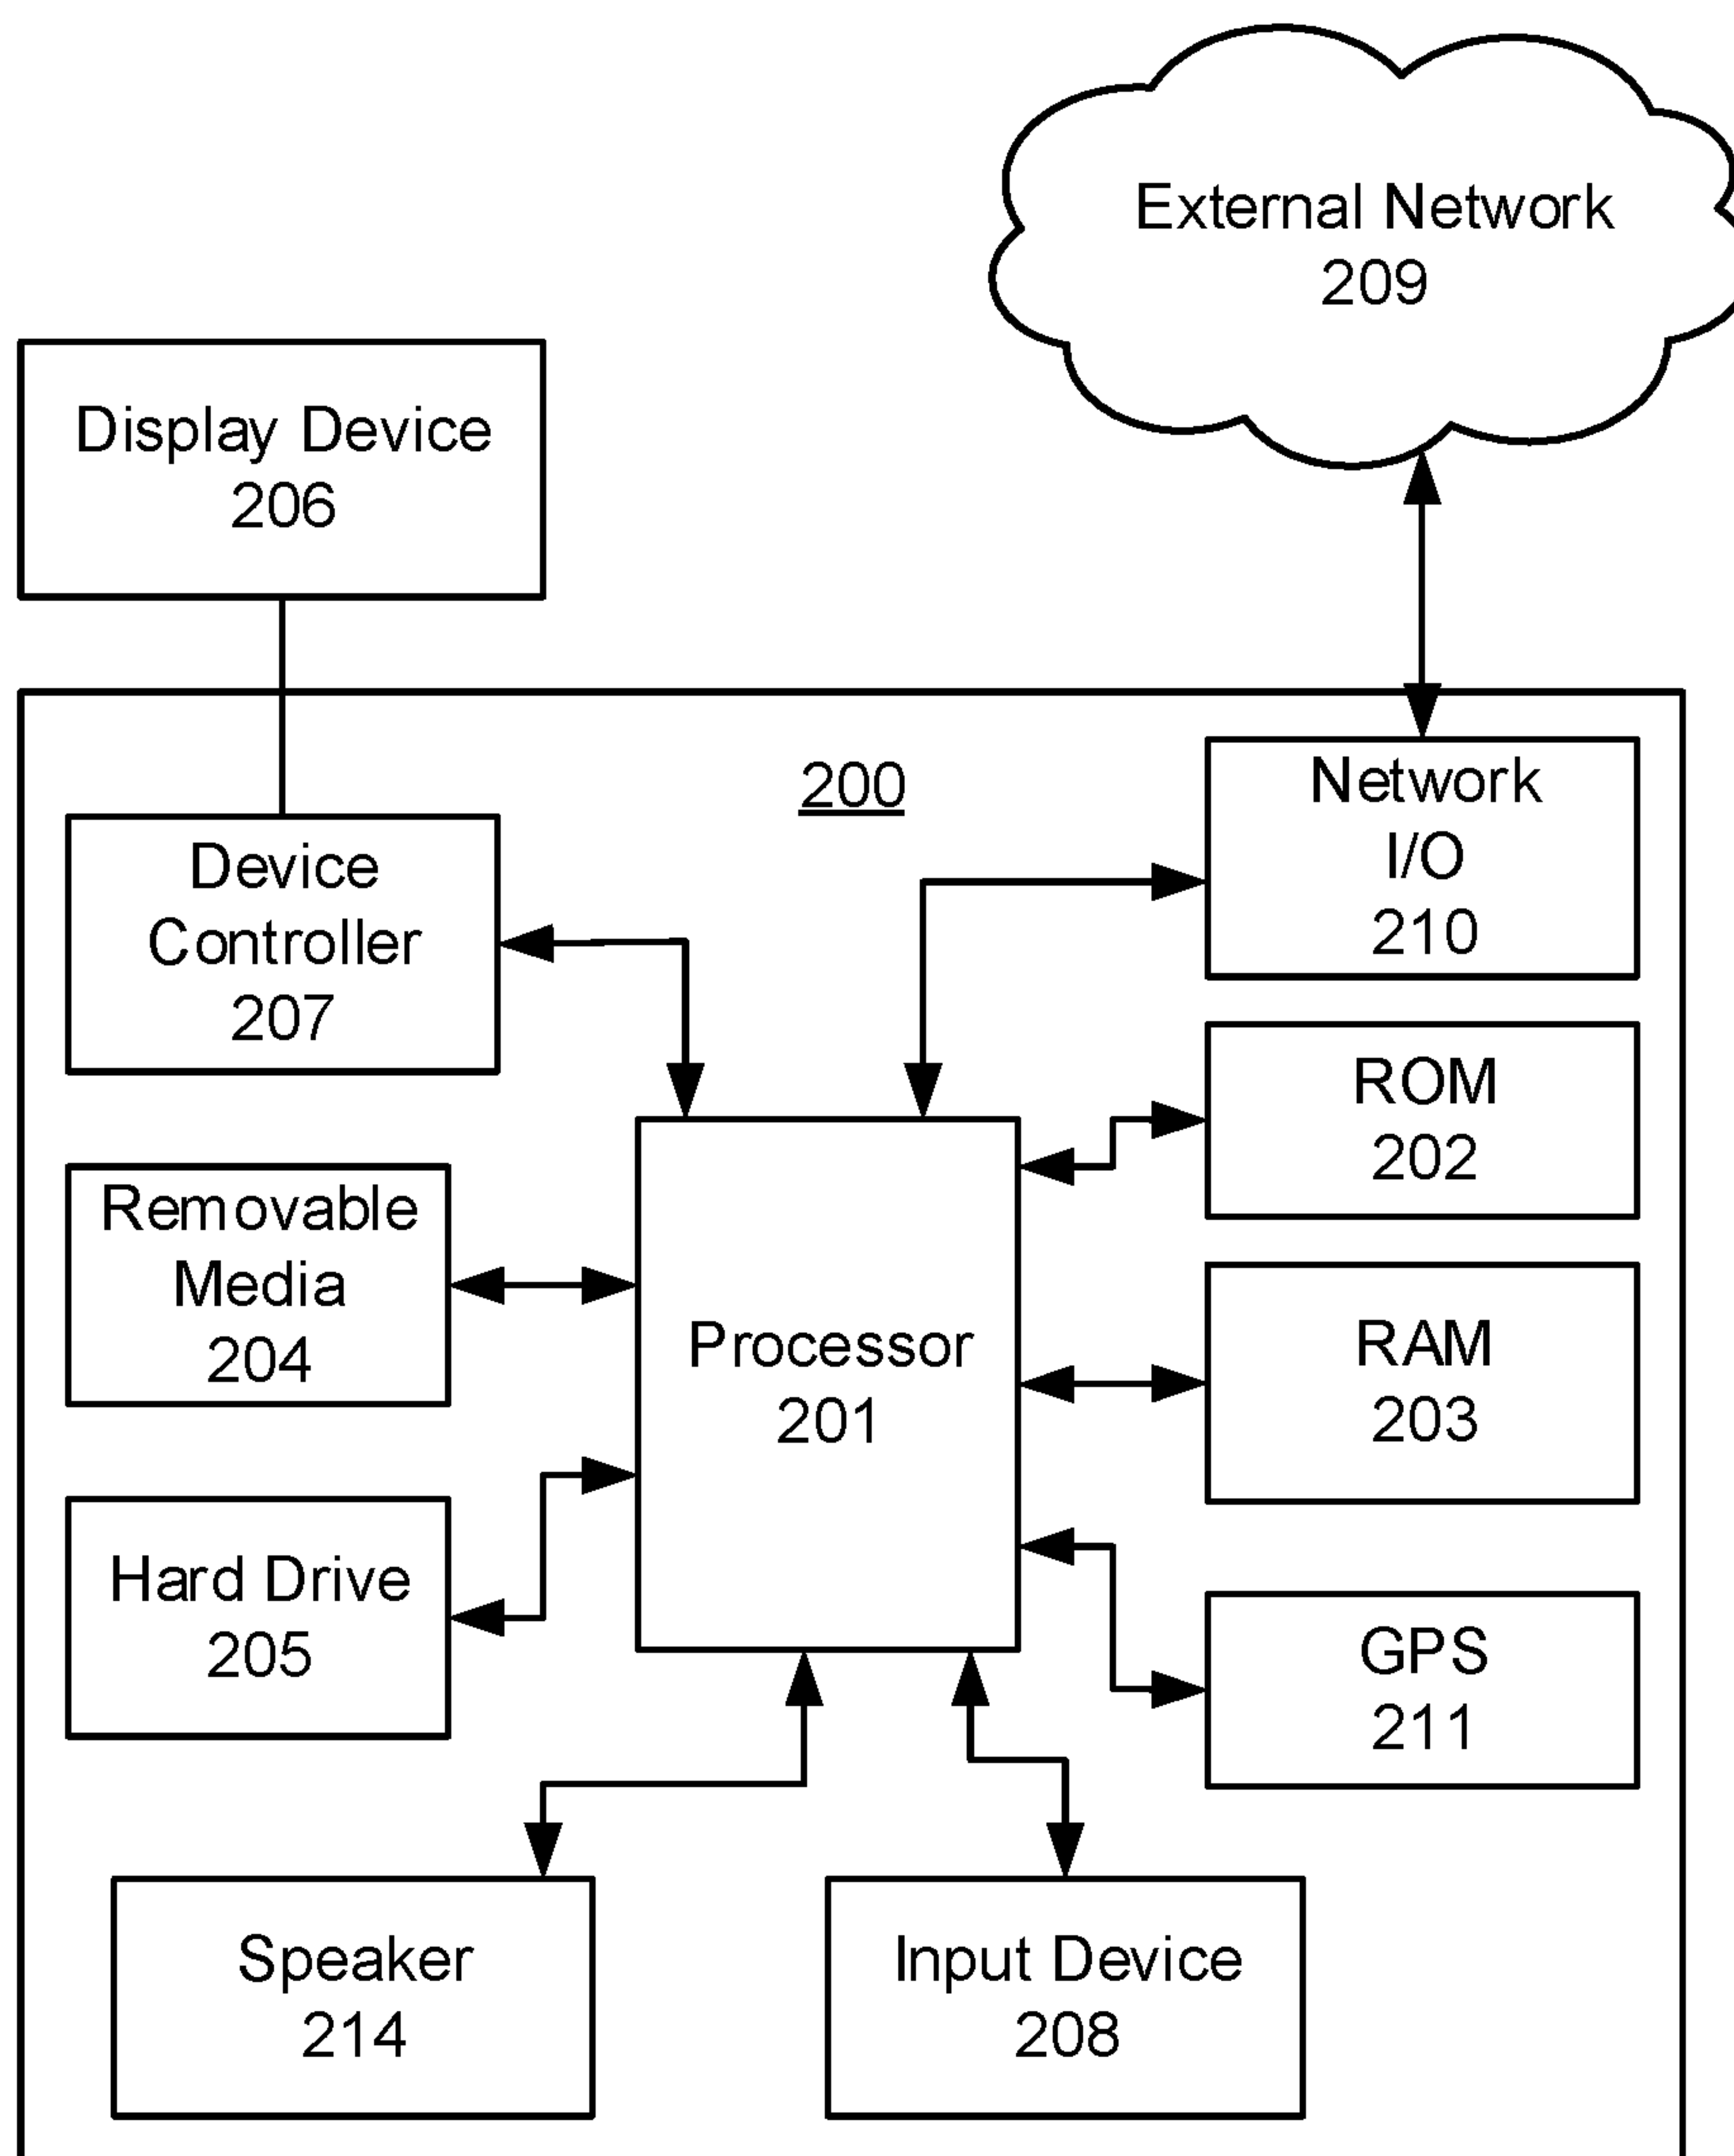 External Network
209
Display Device
206
200
Network
I/O
210
Device
Controller
207
ROM
202
Removable
Media
204
Processor
201
RAM
203
Hard Drive
205
GPS
211
Speaker
214
Input Device
208